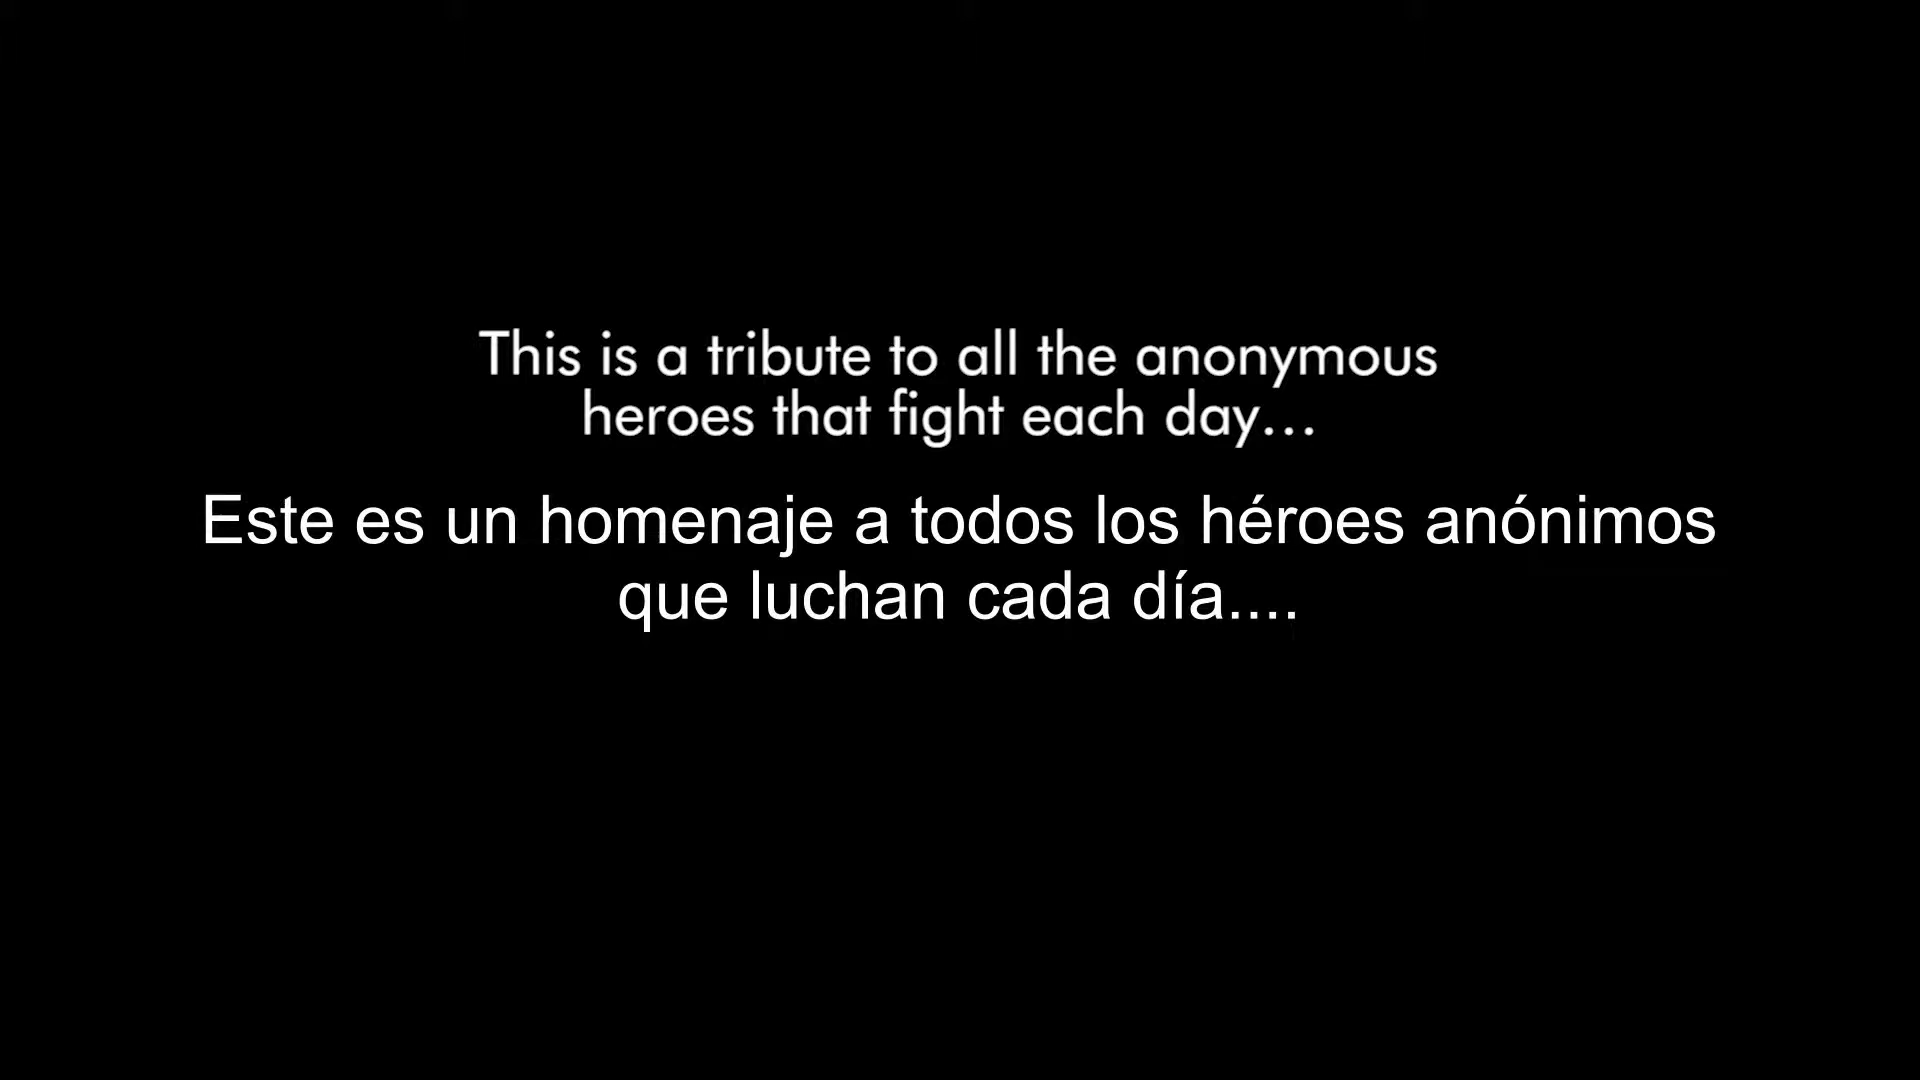 This is a tribute to all the anonymous
heroes that fight each day...
Este es un homenaje a todos los héroes anónimos
que luchan cada día....